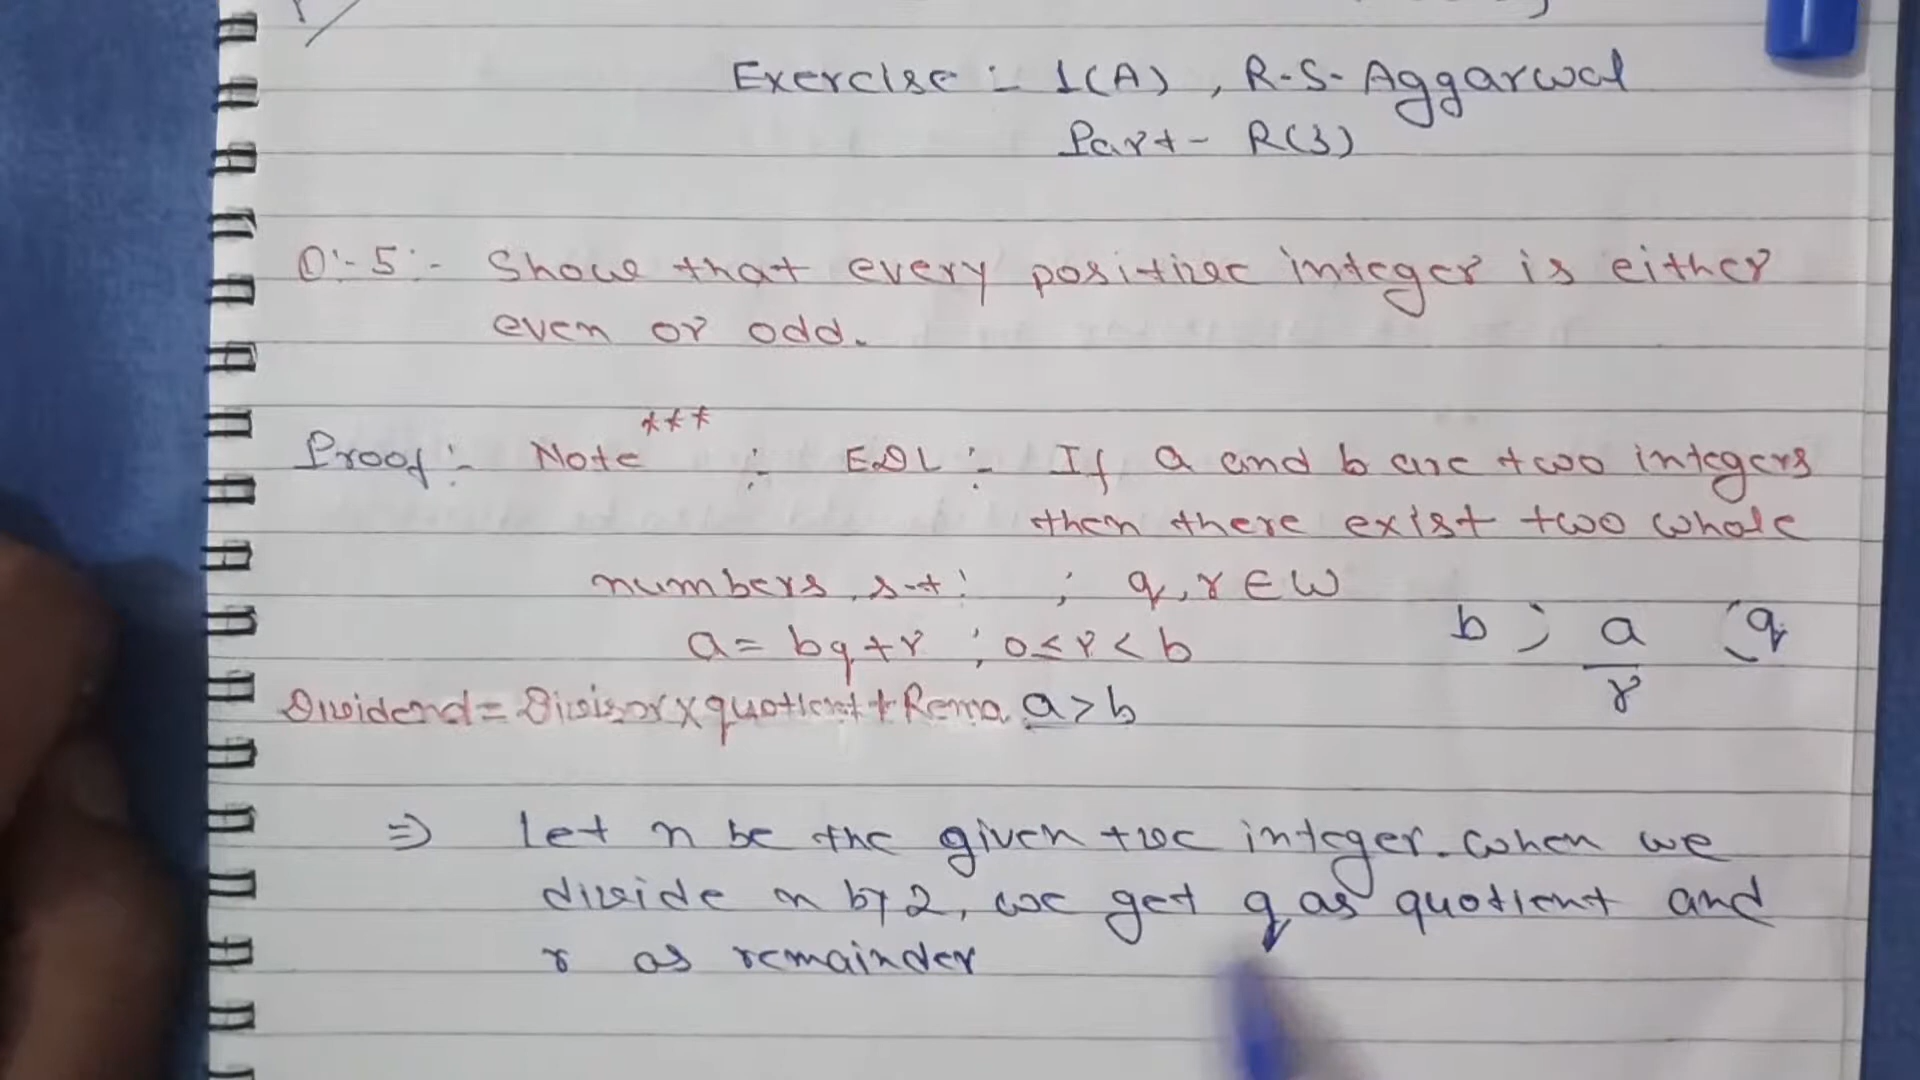 Exercise :- 1(A) , R.S. Aggarwal
Part - R(3)
Q:-5:- Show that every positive integer is either
even or odd.
***
Proof :- Note :- EDL :- If a and b are two integers
then there exist two whole
numbers, s.t. ; q, r ∈ W
a = bq + r ; 0 ≤ r < b
b ) a ( q
r
Dividend = Divisor x quotient + Rema a > b
⇒ Let n be the given +ve integer. when we
divide n by 2, we get q as quotient and
r as remainder